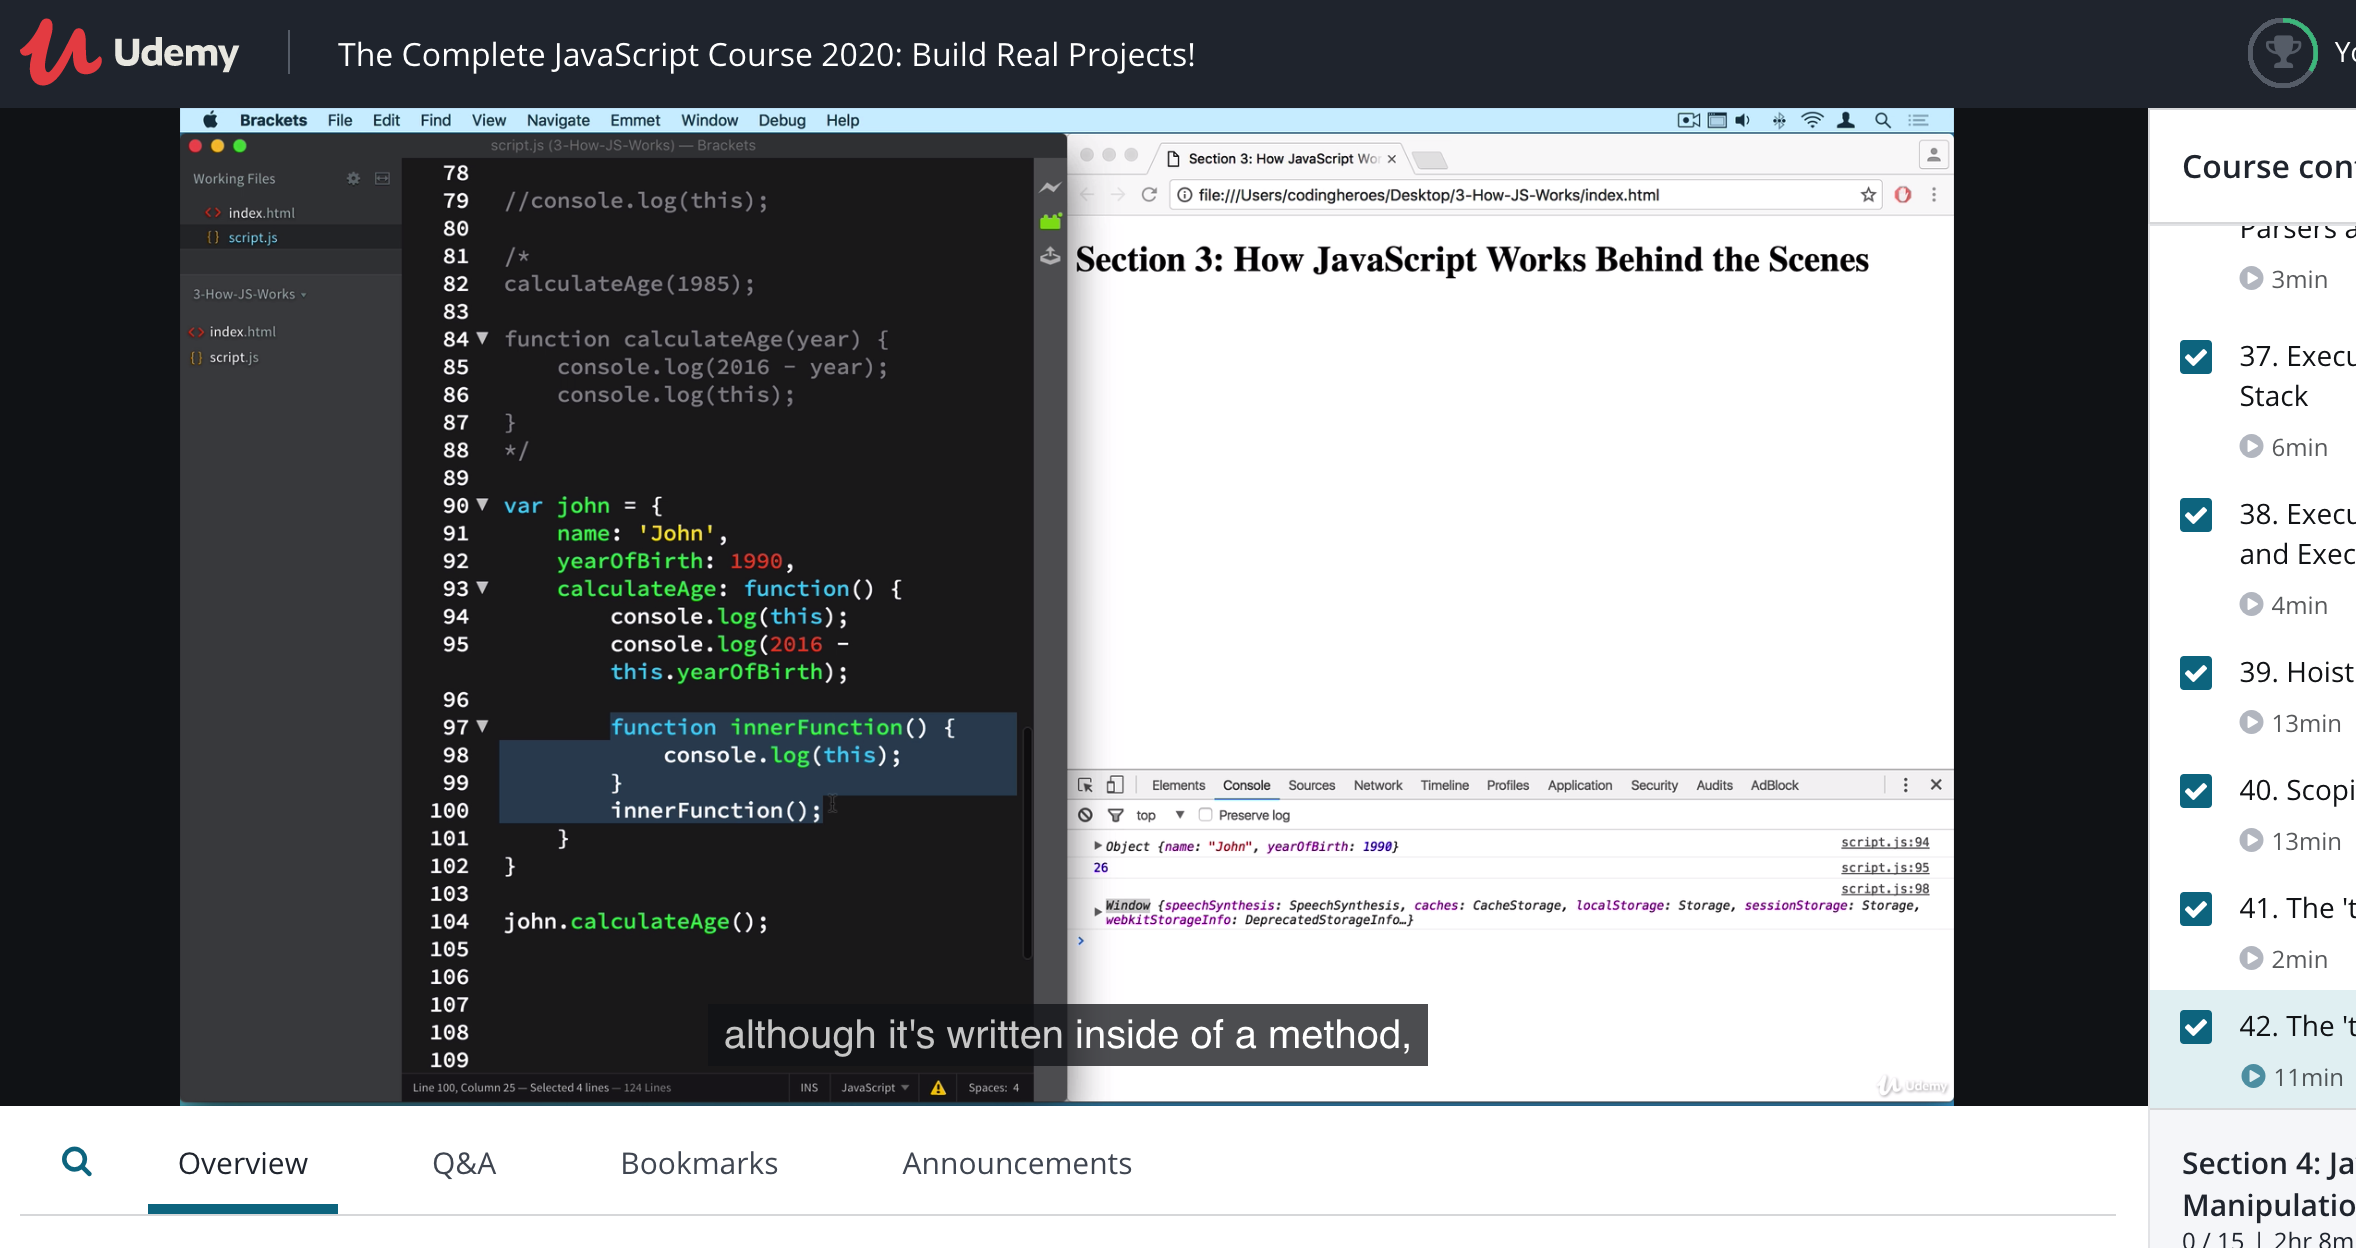 Udemy
The Complete JavaScript Course 2020: Build Real Projects!
Yo
Brackets File Edit Find View Navigate Emmet Window Debug Help
script.js (3-How-JS-Works) — Brackets
Working Files
index.html
script.js
3-How-JS-Works
index.html
script.js
78
79 //console.log(this);
80
81 /*
82 calculateAge(1985);
83
84 function calculateAge(year) {
85 console.log(2016 - year);
86 console.log(this);
87 }
88 */
89
90 var john = {
91 name: 'John',
92 yearOfBirth: 1990,
93 calculateAge: function() {
94 console.log(this);
95 console.log(2016 -
this.yearOfBirth);
96
97 function innerFunction() {
98 console.log(this);
99 }
100 innerFunction();
101 }
102 }
103
104 john.calculateAge();
105
106
107
108
109
Line 100, Column 25 — Selected 4 lines — 124 Lines INS JavaScript Spaces: 4
Section 3: How JavaScript Wor
file:///Users/codingheroes/Desktop/3-How-JS-Works/index.html
Section 3: How JavaScript Works Behind the Scenes
Elements Console Sources Network Timeline Profiles Application Security Audits AdBlock
top Preserve log
Object {name: "John", yearOfBirth: 1990} script.js:94
26 script.js:95
script.js:98
Window {speechSynthesis: SpeechSynthesis, caches: CacheStorage, localStorage: Storage, sessionStorage: Storage,
webkitStorageInfo: DeprecatedStorageInfo…}
although it's written inside of a method,
Udemy
Course con
Parsers a
3min
37. Execu
Stack
6min
38. Execu
and Exec
4min
39. Hoist
13min
40. Scopi
13min
41. The 't
2min
42. The 't
11min
Section 4: Ja
Manipulatio
0 / 15 | 2hr 8m
Overview Q&A Bookmarks Announcements